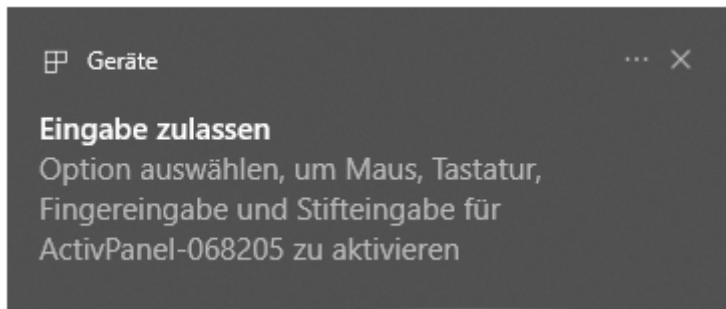 Geräte
Eingabe zulassen
Option auswählen, um Maus, Tastatur,
Fingereingabe und Stifteingabe für
ActivPanel-068205 zu aktivieren